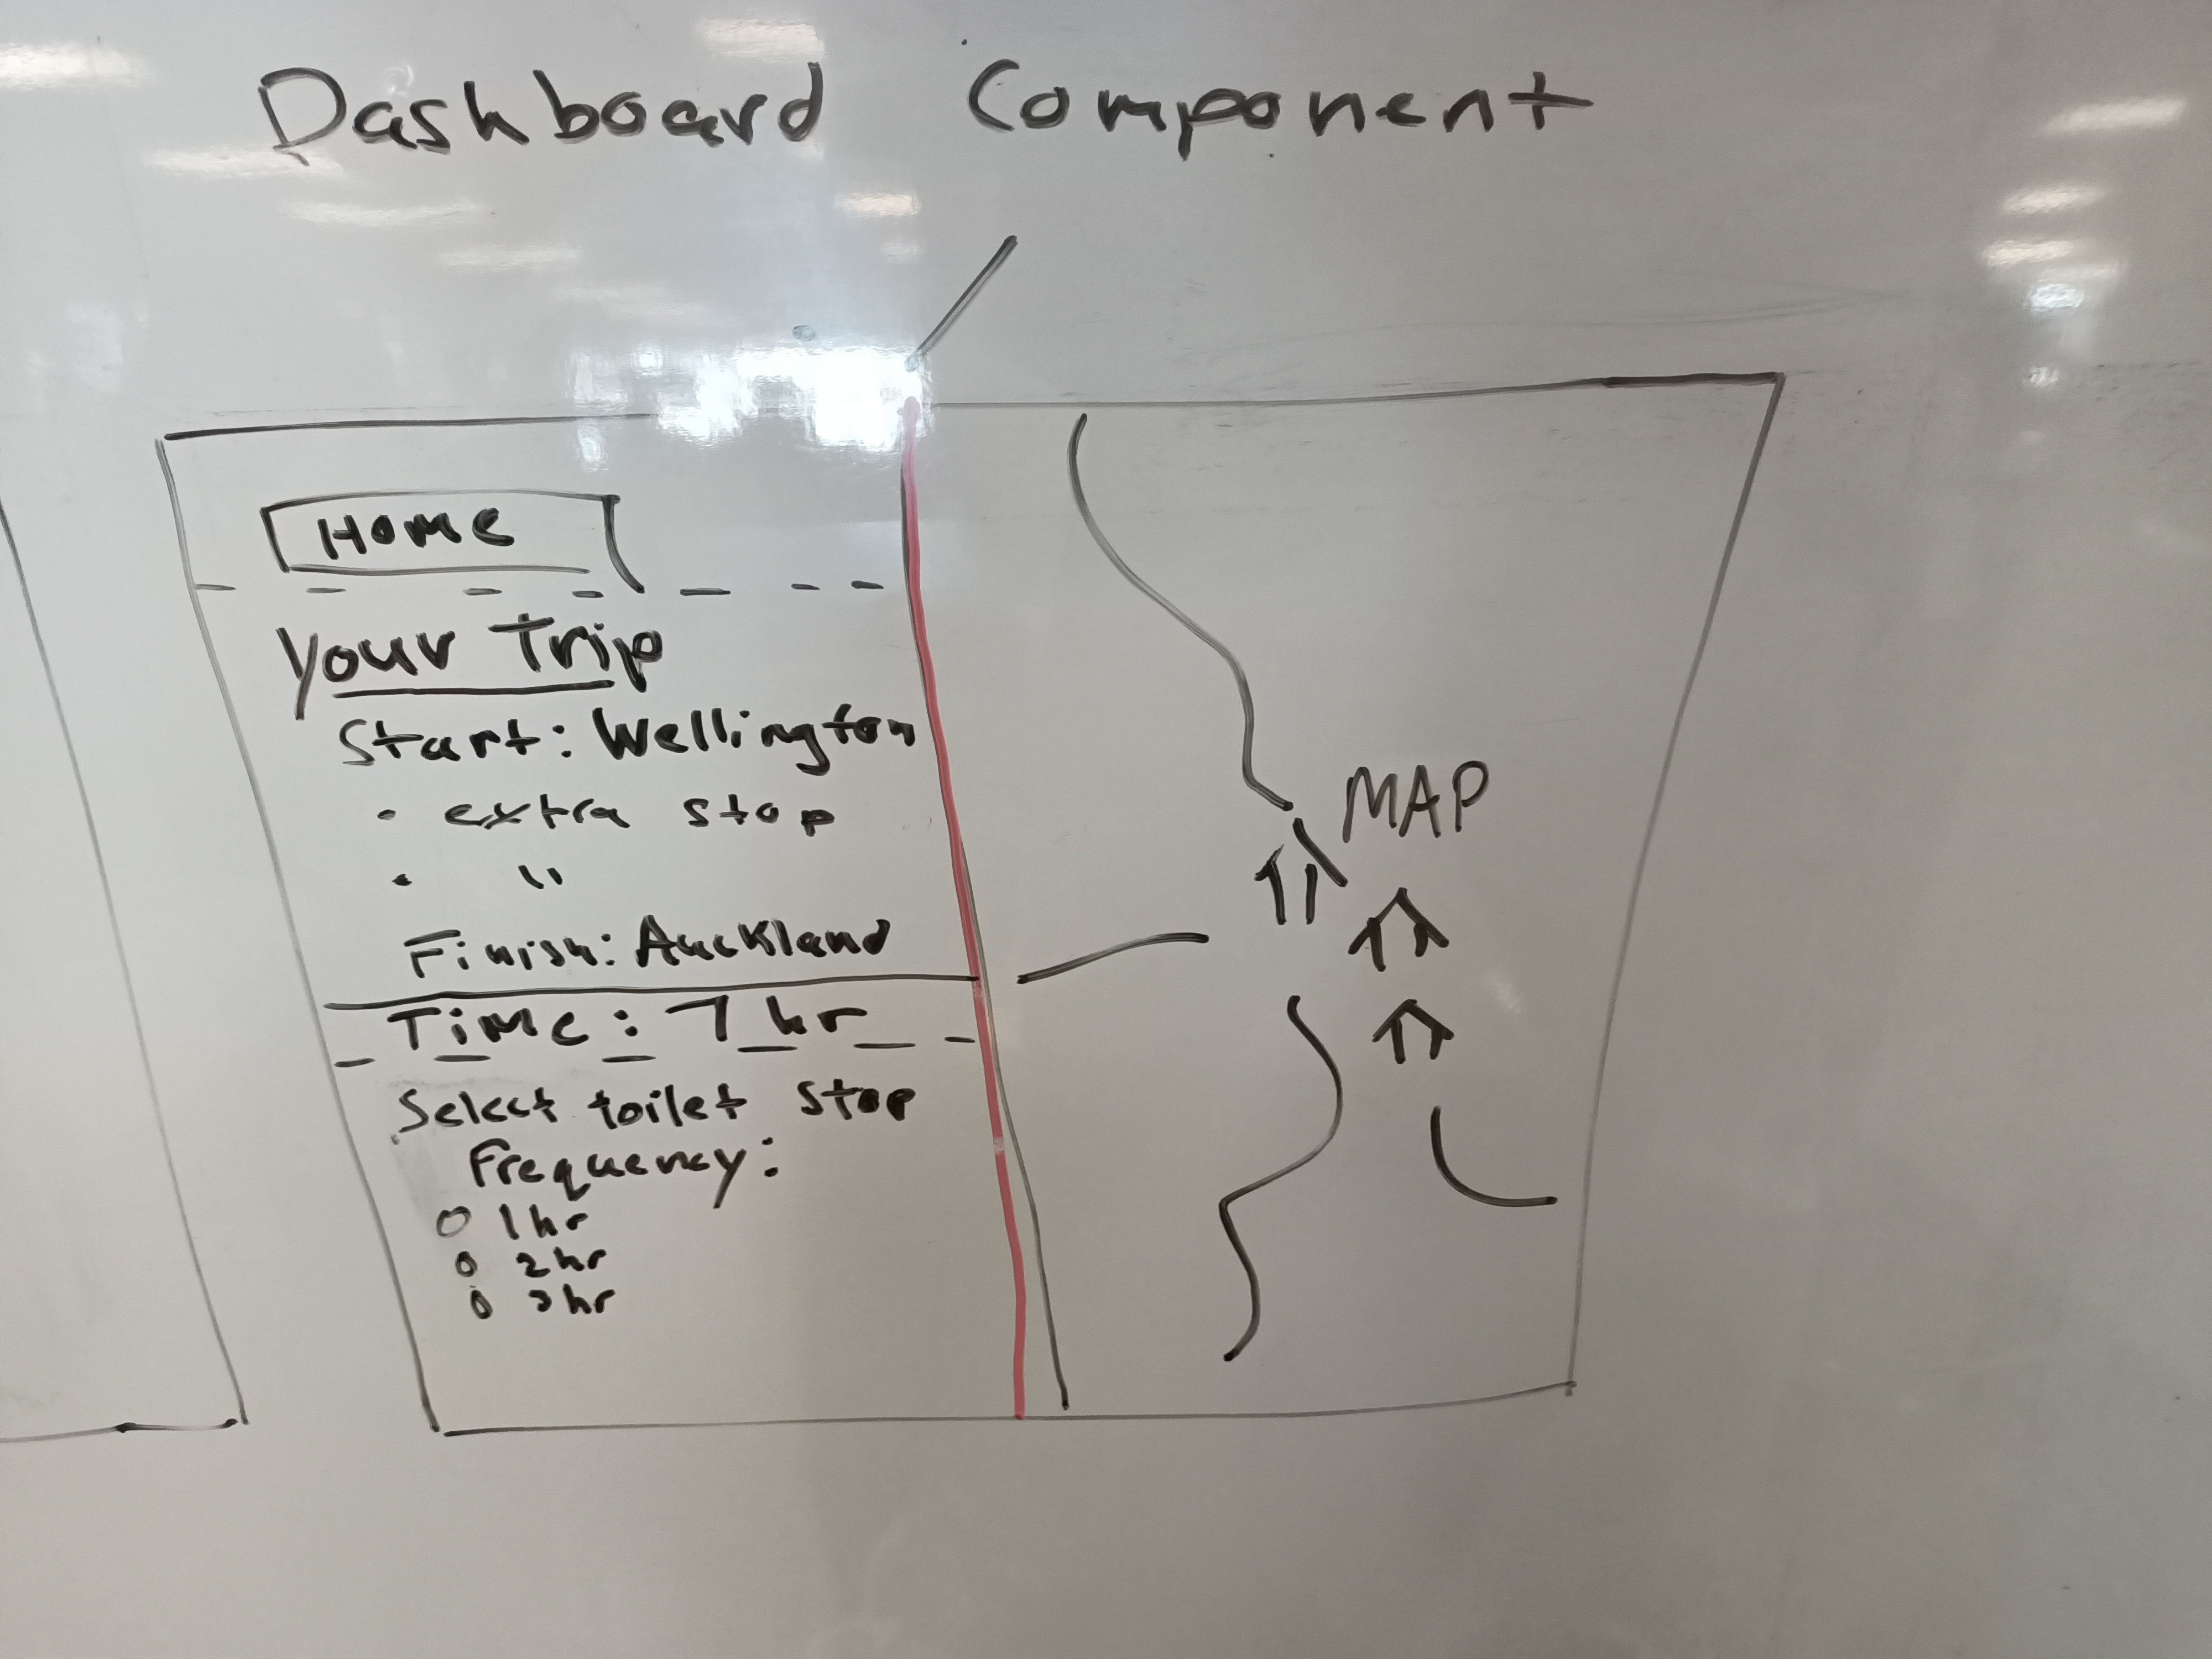 Dashboard Component
Home
Your Trip
Start: Wellington
• extra stop
• "
Finish: Auckland
Time: 7 hr
Select toilet stop
Frequency:
O 1hr
O 2hr
O 3hr
MAP